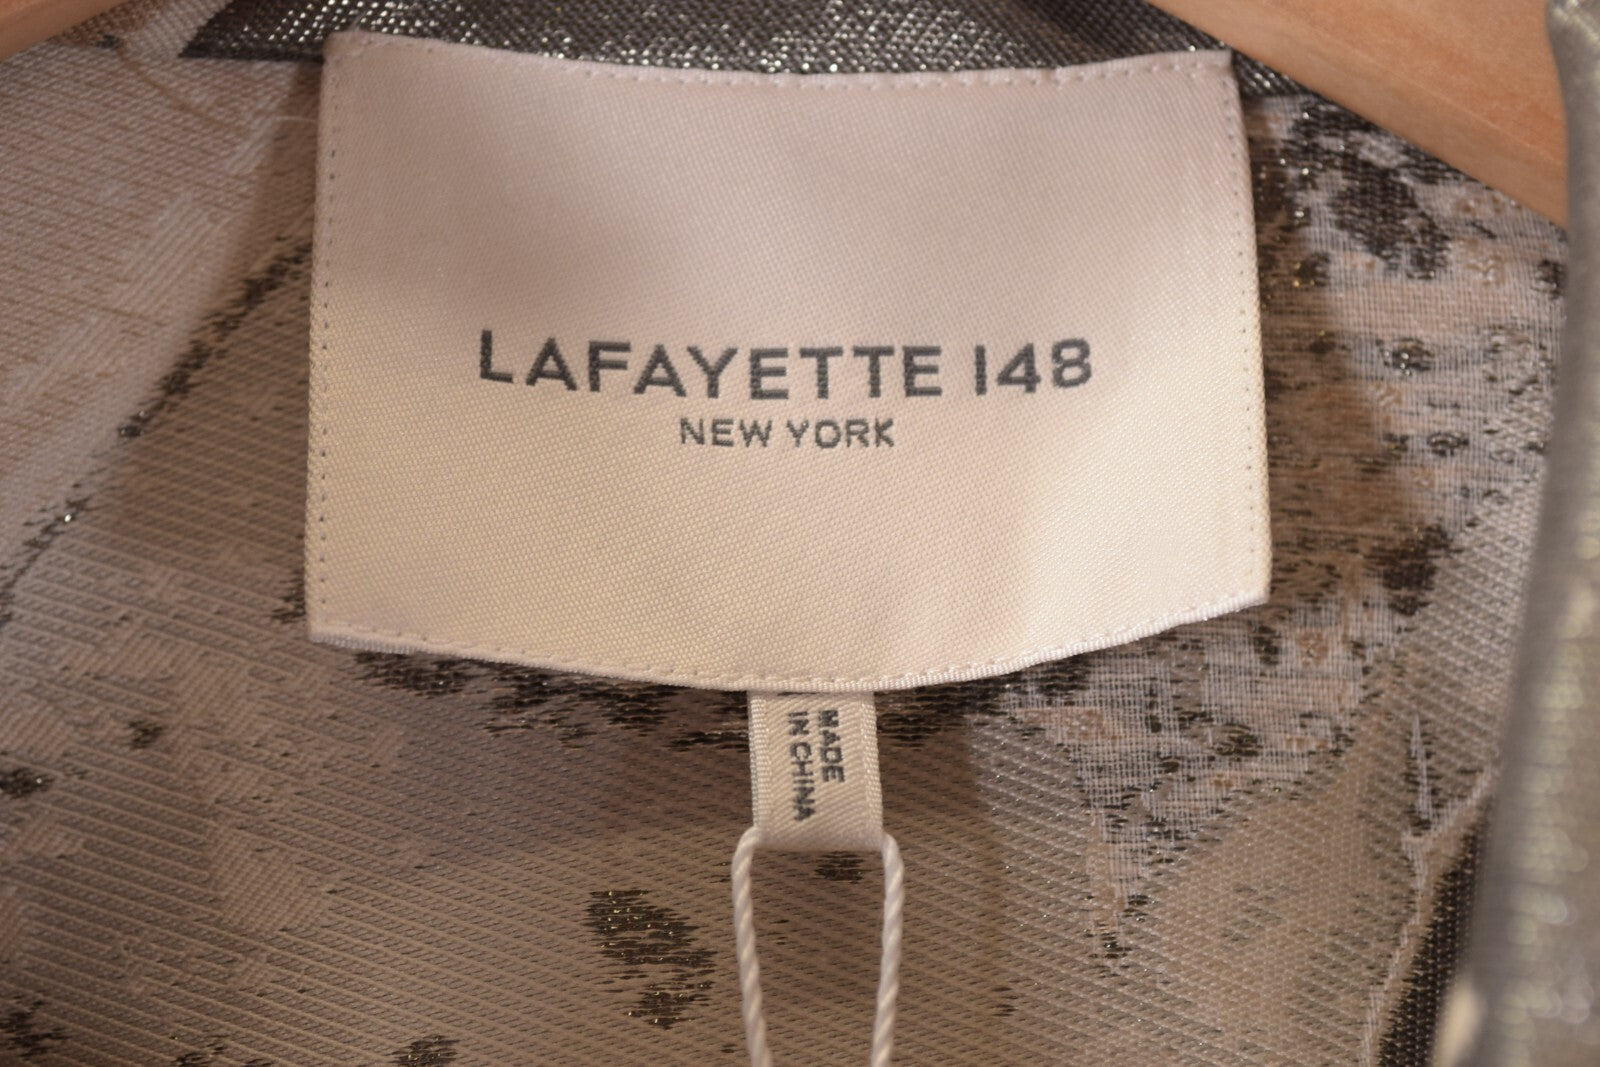 LAFAYETTE 148
NEW YORK
MADE
IN CHINA